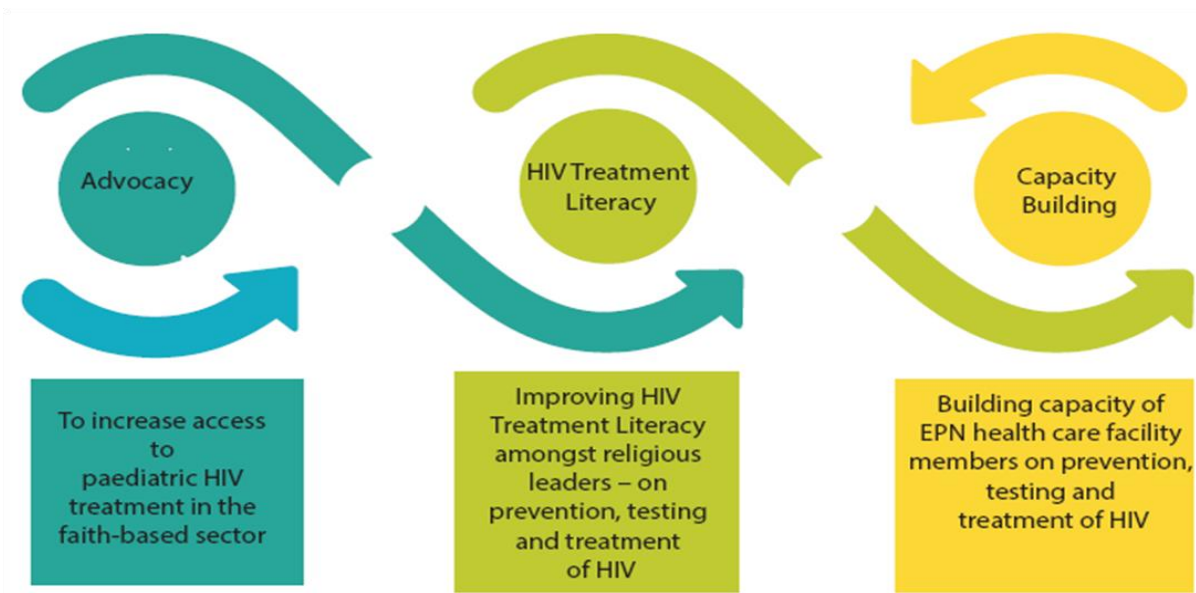 Advocacy
HIV Treatment
Literacy
Capacity
Building
To increase access
to
paediatric HIV
treatment in the
faith-based sector
Improving HIV
Treatment Literacy
amongst religious
leaders – on
prevention, testing
and treatment
of HIV
Building capacity of
EPN health care facility
members on prevention,
testing and
treatment of HIV